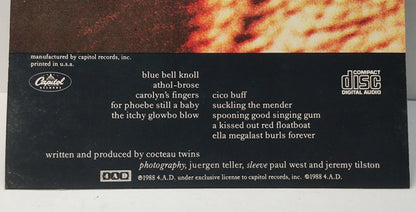 manufactured by capitol records, inc.
printed in u.s.a.
Capitol
RECORDS
blue bell knoll
athol-brose
carolyn's fingers
for phoebe still a baby
the itchy glowbo blow
cico buff
suckling the mender
spooning good singing gum
a kissed out red floatboat
ella megalast burls forever
COMPACT
disc
DIGITAL AUDIO
written and produced by cocteau twins
photography, juergen teller, sleeve paul west and jeremy tilston
4AD
℗1988 4.A.D. under exclusive license to capitol records, inc. ©1988 4.A.D.